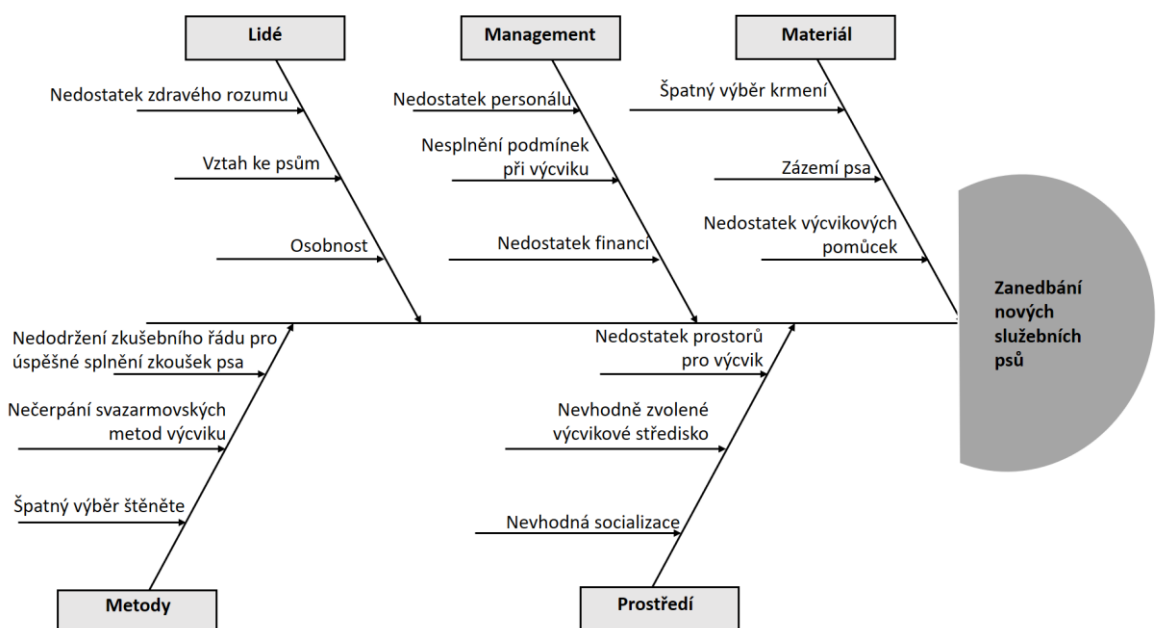 Lidé
Management
Materiál
Nedostatek zdravého rozumu
Vztah ke psům
Osobnost
Nedostatek personálu
Nesplnění podmínek
při výcviku
Nedostatek financí
Špatný výběr krmení
Zázemí psa
Nedostatek výcvikových
pomůcek
Zanedbání
nových
služebních
psů
Nedodržení zkušebního řádu pro
úspěšné splnění zkoušek psa
Nečerpání svazarmovských
metod výcviku
Špatný výběr štěněte
Nedostatek prostorů
pro výcvik
Nevhodně zvolené
výcvikové středisko
Nevhodná socializace
Metody
Prostředí